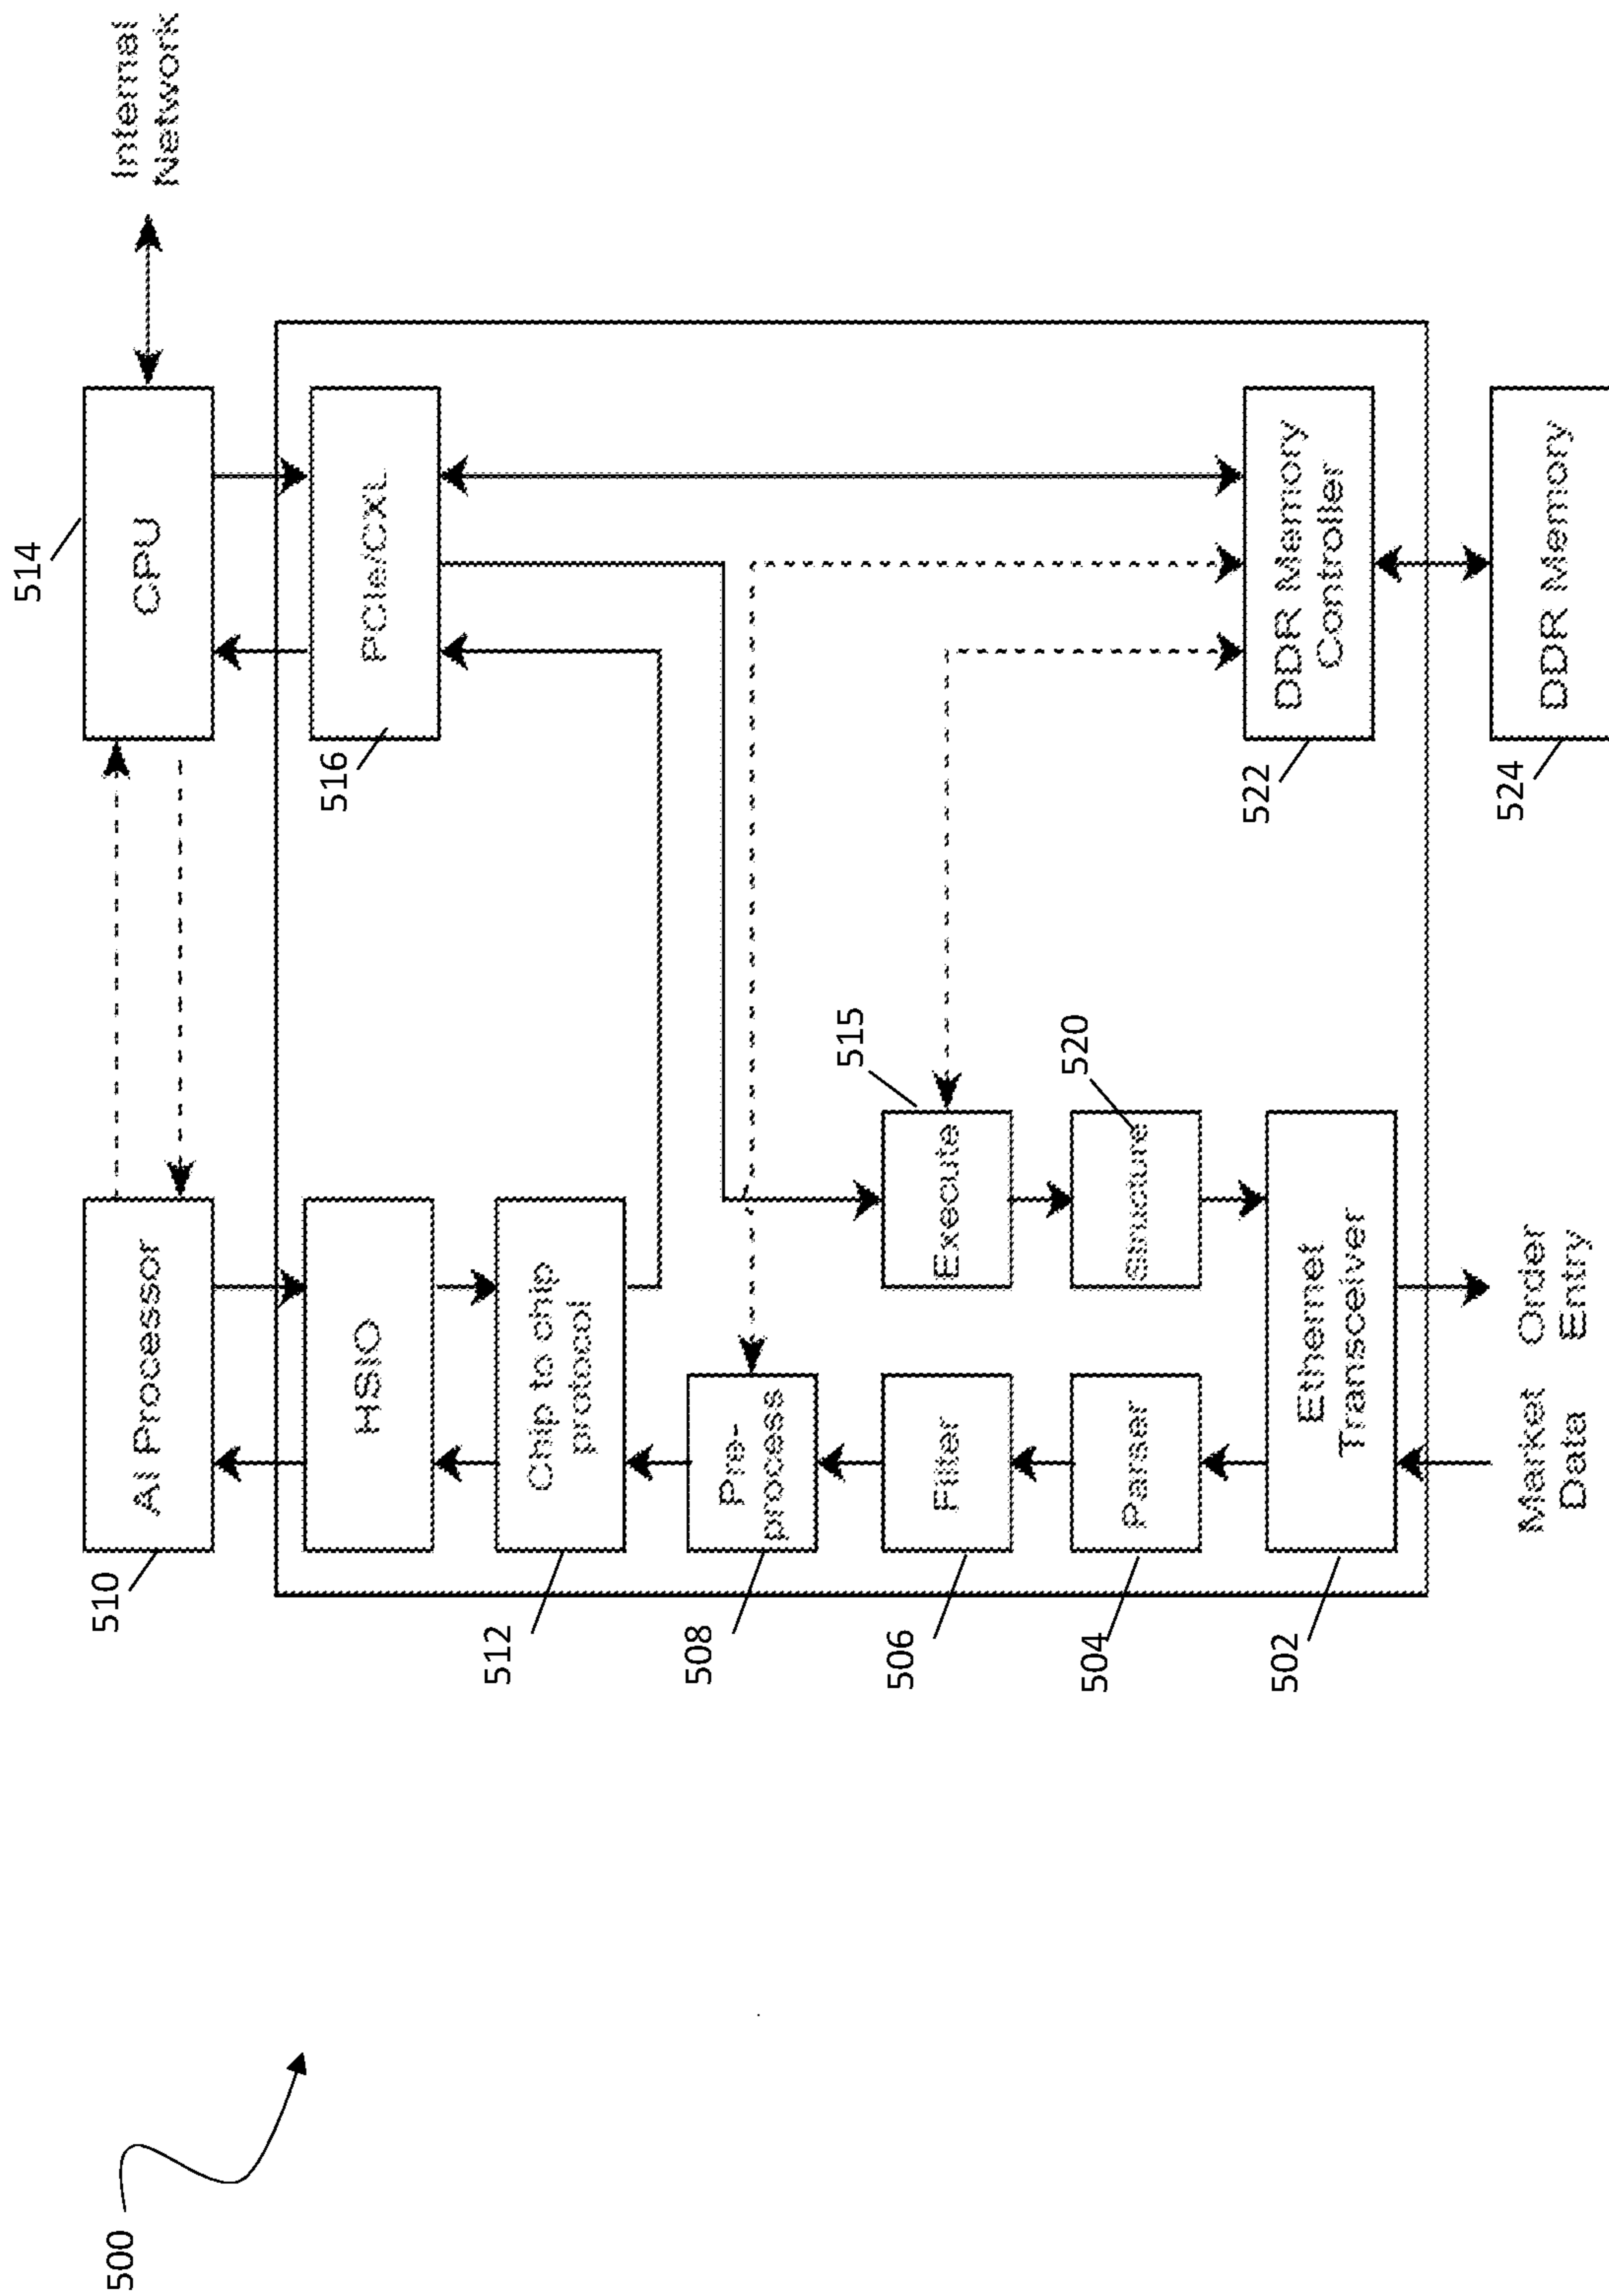 500
510
AI Processor
514
CPU
Internal
Network
HSIO
516
PCIe/CXL
512
Chip to chip
protocol
508
Pre-
process
506
Filter
515
Execute
504
Parser
520
Structure
502
Ethernet
Transceiver
522
DDR Memory
Controller
Market
Data
Order
Entry
524
DDR Memory